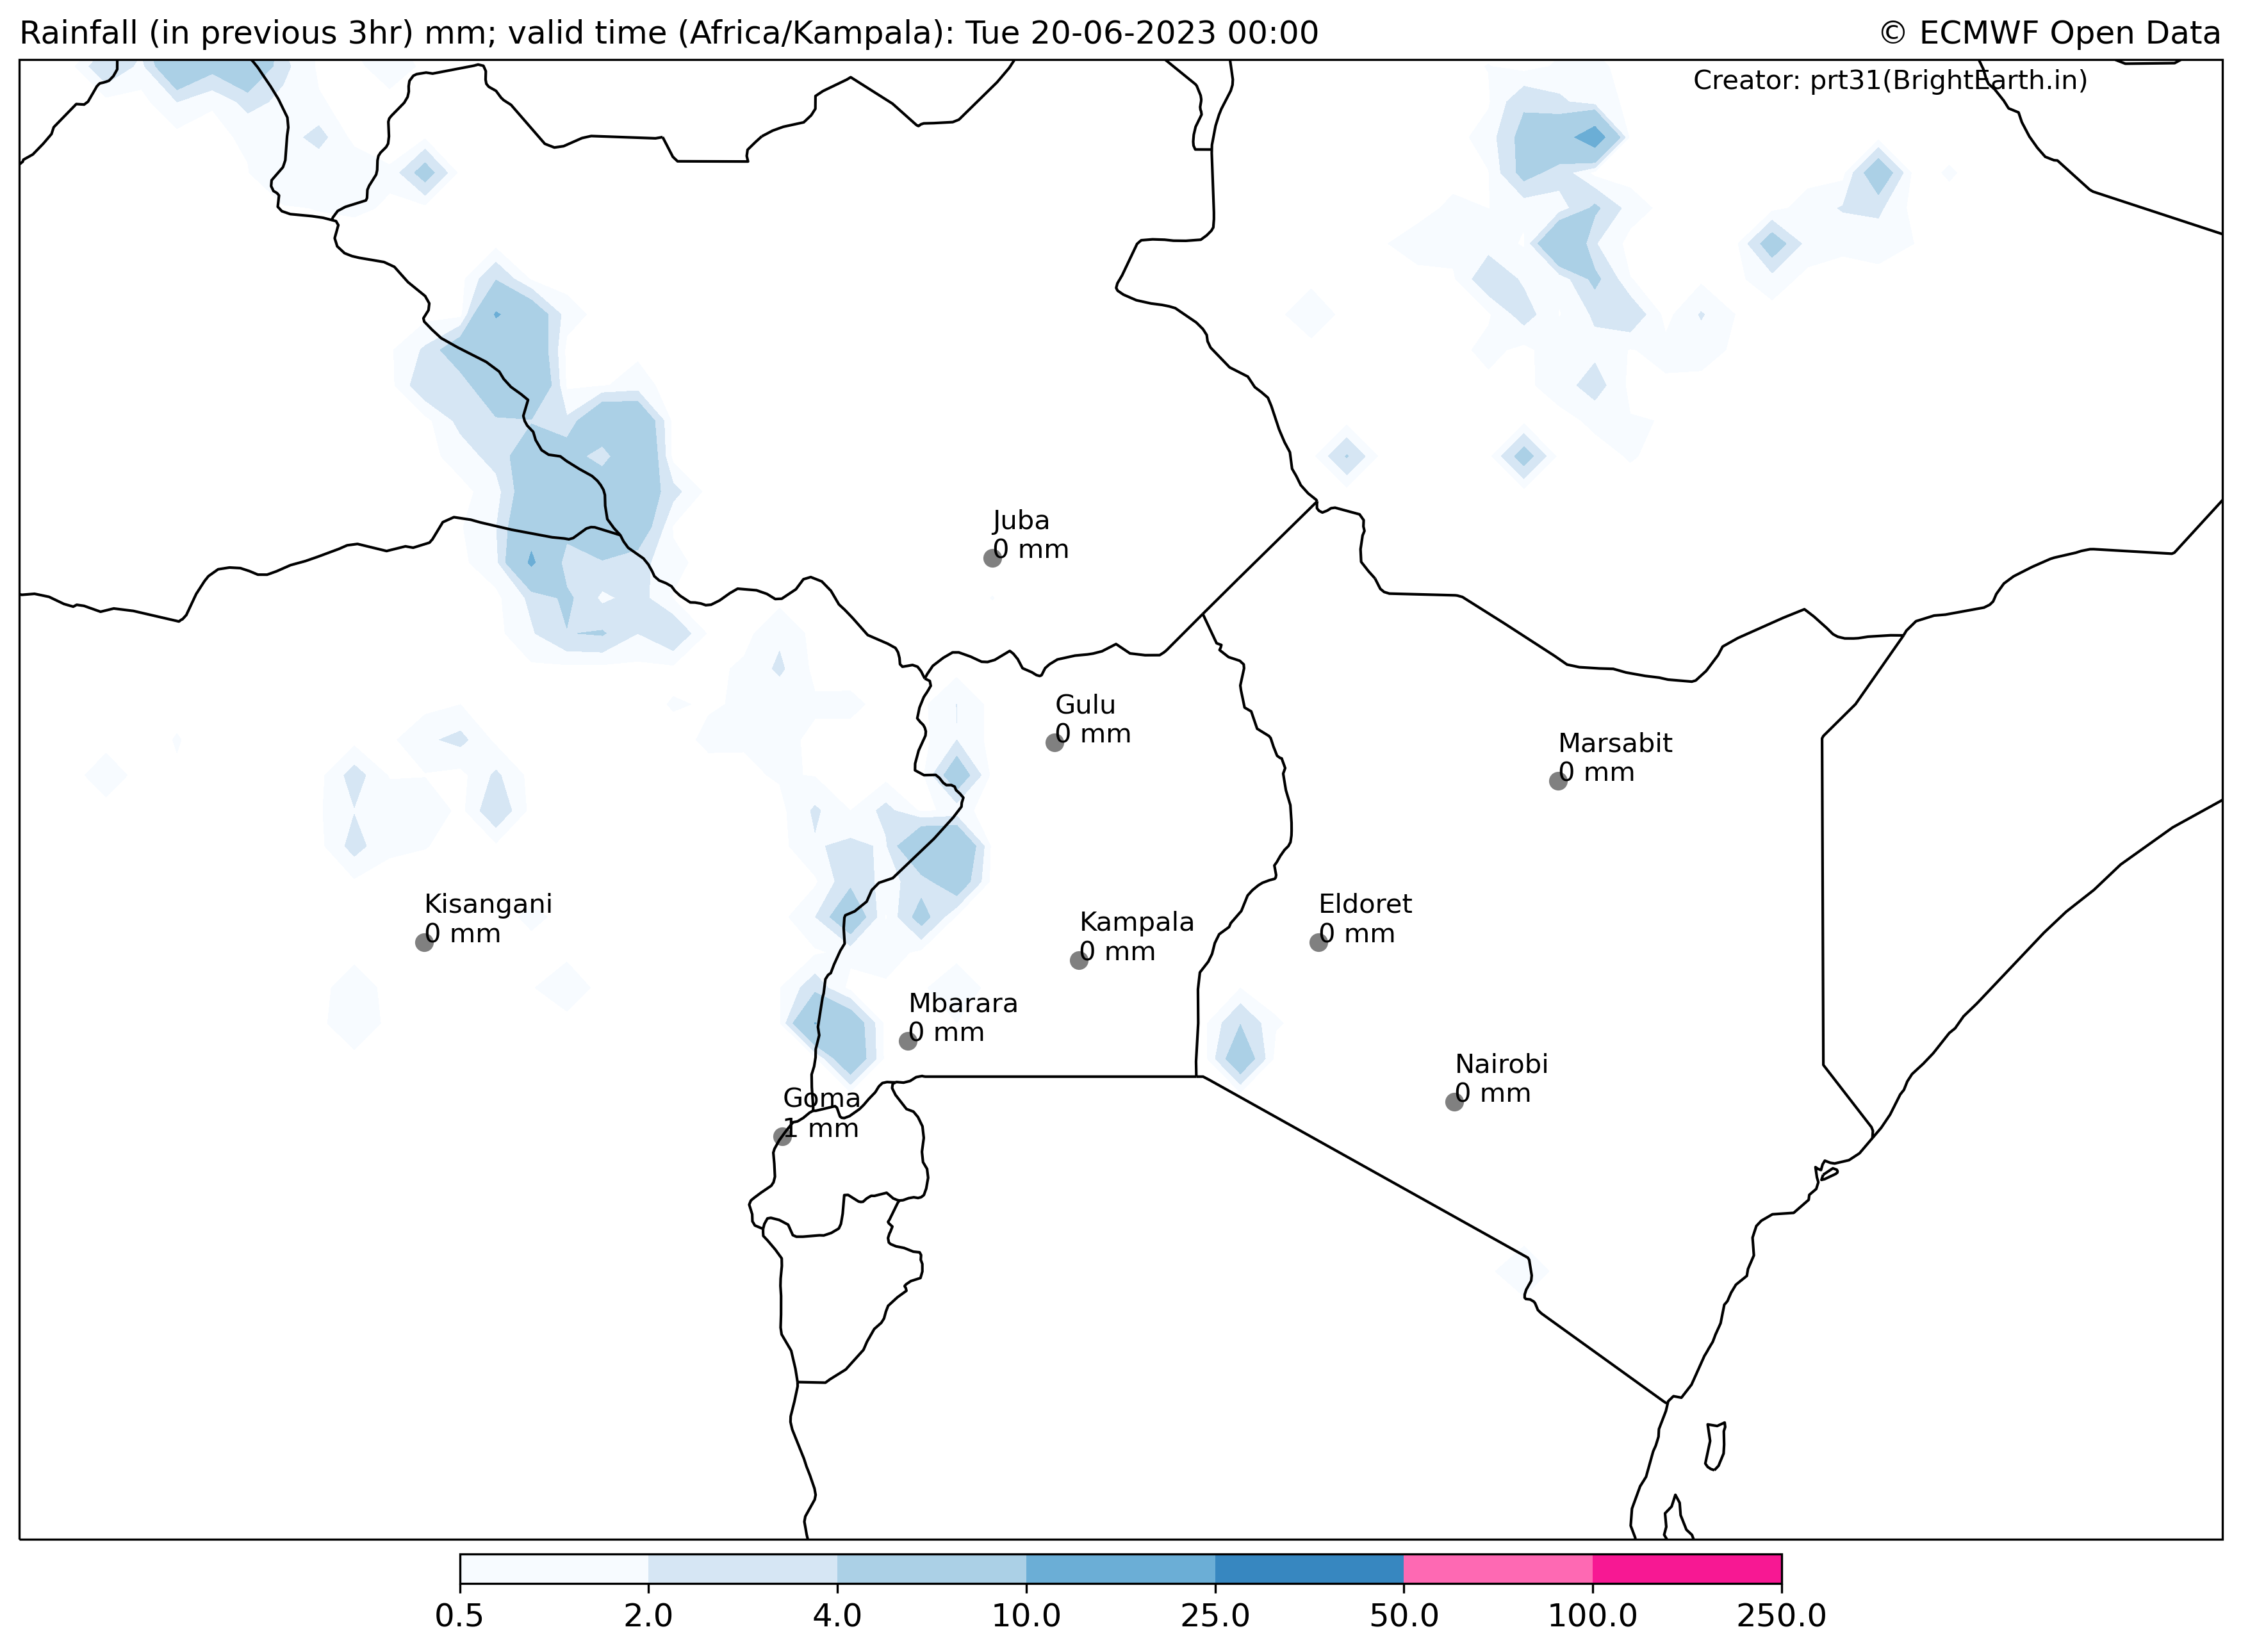 Rainfall (in previous 3hr) mm; valid time (Africa/Kampala): Tue 20-06-2023 00:00
© ECMWF Open Data
Creator: prt31(BrightEarth.in)
Juba
0 mm
Gulu
0 mm
Marsabit
0 mm
Kisangani
0 mm
Kampala
0 mm
Eldoret
0 mm
Mbarara
0 mm
Nairobi
0 mm
Goma
1 mm
0.5 2.0 4.0 10.0 25.0 50.0 100.0 250.0